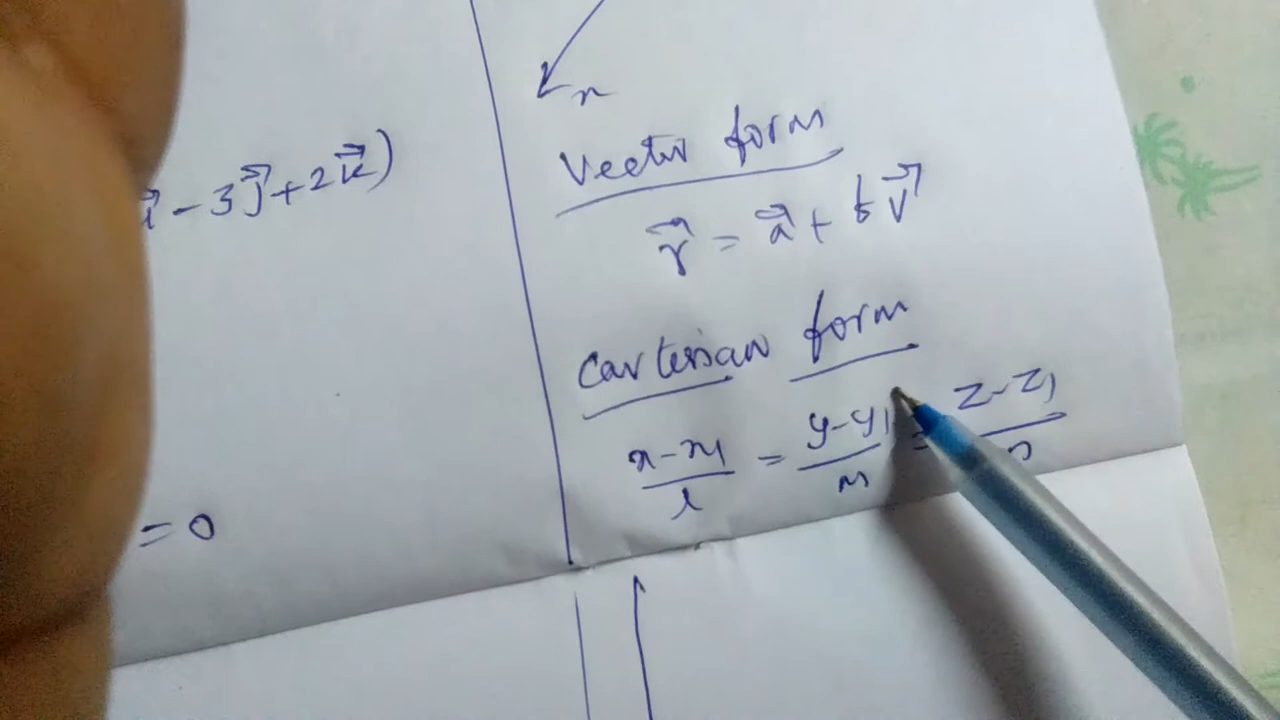 i⃗ - 3j⃗ + 2k⃗)
= 0
x
Vector form
r⃗ = a⃗ + t v⃗
Cartesian form
x-x₁/l = y-y₁/m = z-z₁/n